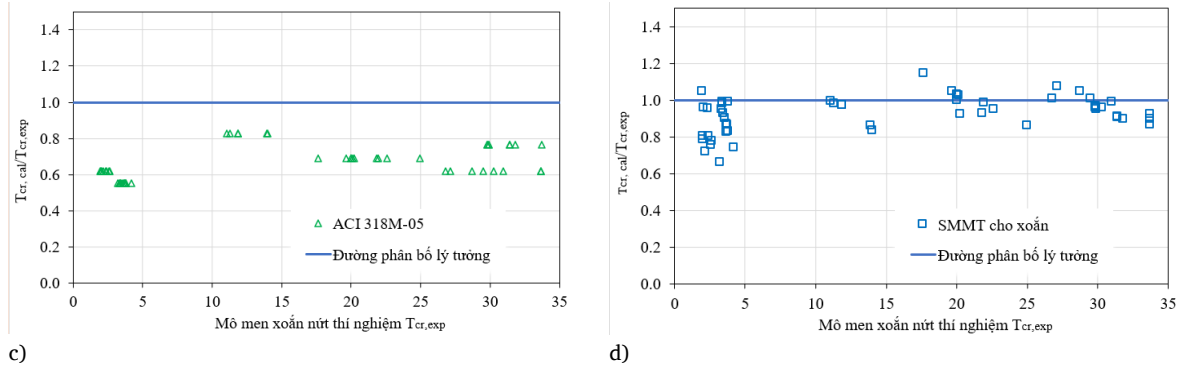 1.4
1.2
1.0
0.8
0.6
0.4
0.2
0.0
Tcr, cal/Tcr,exp
ACI 318M-05
Đường phân bố lý tưởng
0 5 10 15 20 25 30 35
Mô men xoắn nứt thí nghiệm Tcr,exp
c)
1.4
1.2
1.0
0.8
0.6
0.4
0.2
0.0
Tcr, cal/Tcr,exp
SMMT cho xoắn
Đường phân bố lý tưởng
0 5 10 15 20 25 30 35
Mô men xoắn nứt thí nghiệm Tcr,exp
d)